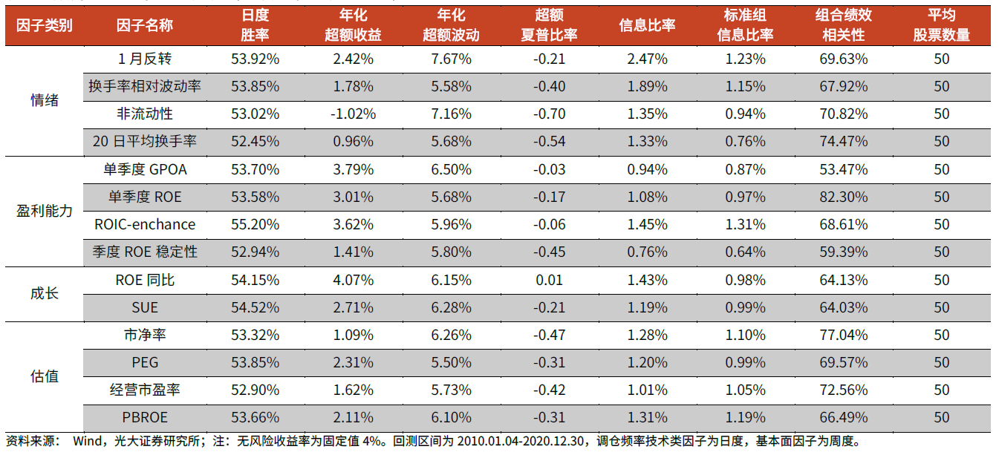 因子类别 因子名称 日度胜率 年化超额收益 年化超额波动 超额夏普比率 信息比率 标准组信息比率 组合绩效相关性 平均股票数量
情绪 1 月反转 53.92% 2.42% 7.67% -0.21 2.47% 1.23% 69.63% 50
换手率相对波动率 53.85% 1.78% 5.58% -0.40 1.89% 1.15% 67.92% 50
非流动性 53.02% -1.02% 7.16% -0.70 1.35% 0.94% 70.82% 50
20 日平均换手率 52.45% 0.96% 5.68% -0.54 1.33% 0.76% 74.47% 50
盈利能力 单季度 GPOA 53.70% 3.79% 6.50% -0.03 0.94% 0.87% 53.47% 50
单季度 ROE 53.58% 3.01% 5.68% -0.17 1.08% 0.97% 82.30% 50
ROIC-enchance 55.20% 3.62% 5.96% -0.06 1.45% 1.31% 68.61% 50
季度 ROE 稳定性 52.94% 1.41% 5.80% -0.45 0.76% 0.64% 59.39% 50
成长 ROE 同比 54.15% 4.07% 6.15% 0.01 1.43% 0.98% 64.13% 50
SUE 54.52% 2.71% 6.28% -0.21 1.19% 0.99% 64.03% 50
估值 市净率 53.32% 1.09% 6.26% -0.47 1.28% 1.10% 77.04% 50
PEG 53.85% 2.31% 5.50% -0.31 1.20% 0.99% 69.57% 50
经营市盈率 52.90% 1.62% 5.73% -0.42 1.01% 1.05% 72.56% 50
PBROE 53.66% 2.11% 6.10% -0.31 1.31% 1.19% 66.49% 50
资料来源： Wind，光大证券研究所；注：无风险收益率为固定值 4%。回测区间为 2010.01.04-2020.12.30，调仓频率技术类因子为日度，基本面因子为周度。